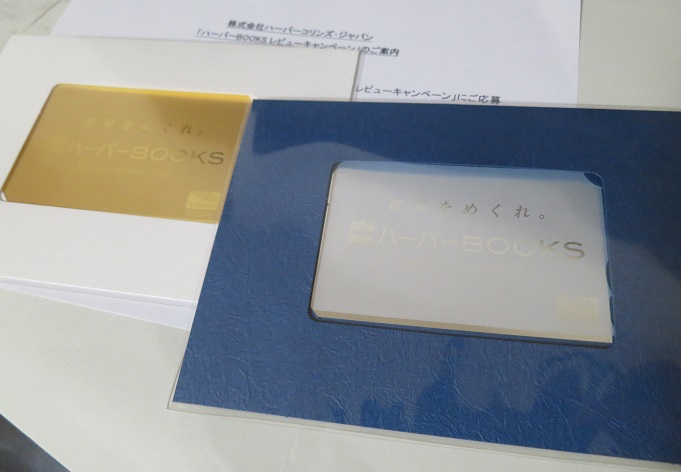 株式会社ハーパーコリンズ・ジャパン
「ハーパーBOOKSレビューキャンペーン」のご案内
レビューキャンペーン」にご応募
をめくれ。
ハーパーBOOKS
をめくれ。
ハーパーBOOKS